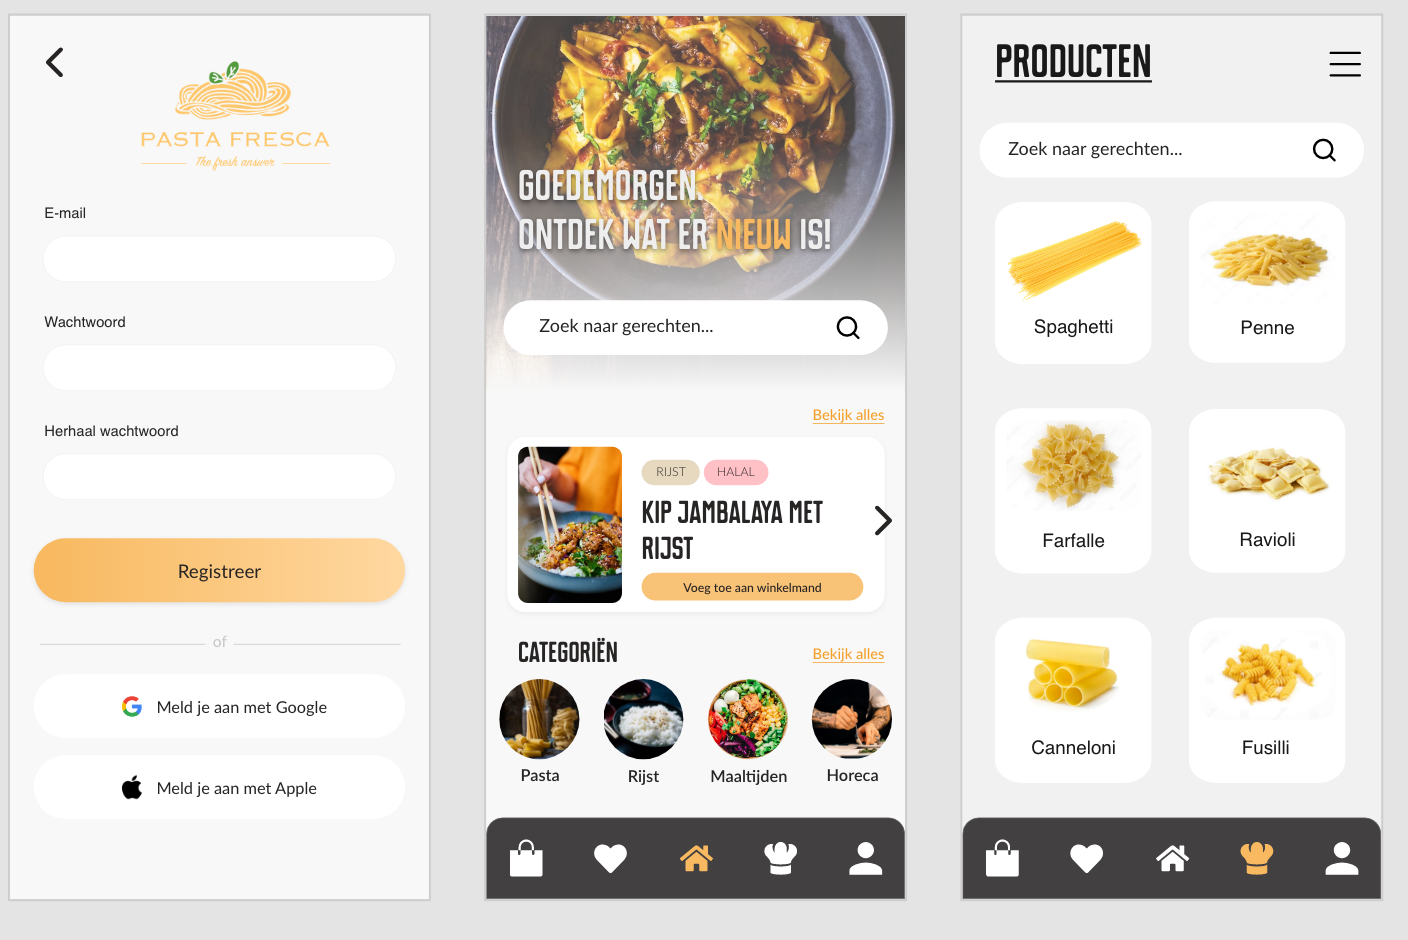 PASTA FRESCA
The fresh answer
E-mail
Wachtwoord
Herhaal wachtwoord
Registreer
of
Meld je aan met Google
Meld je aan met Apple
GOEDEMORGEN.
ONTDEK WAT ER NIEUW IS!
Zoek naar gerechten...
Bekijk alles
RIJST HALAL
KIP JAMBALAYA MET
RIJST
Voeg toe aan winkelmand
CATEGORIËN
Bekijk alles
Pasta
Rijst
Maaltijden
Horeca
PRODUCTEN
Zoek naar gerechten...
Spaghetti
Penne
Farfalle
Ravioli
Canneloni
Fusilli